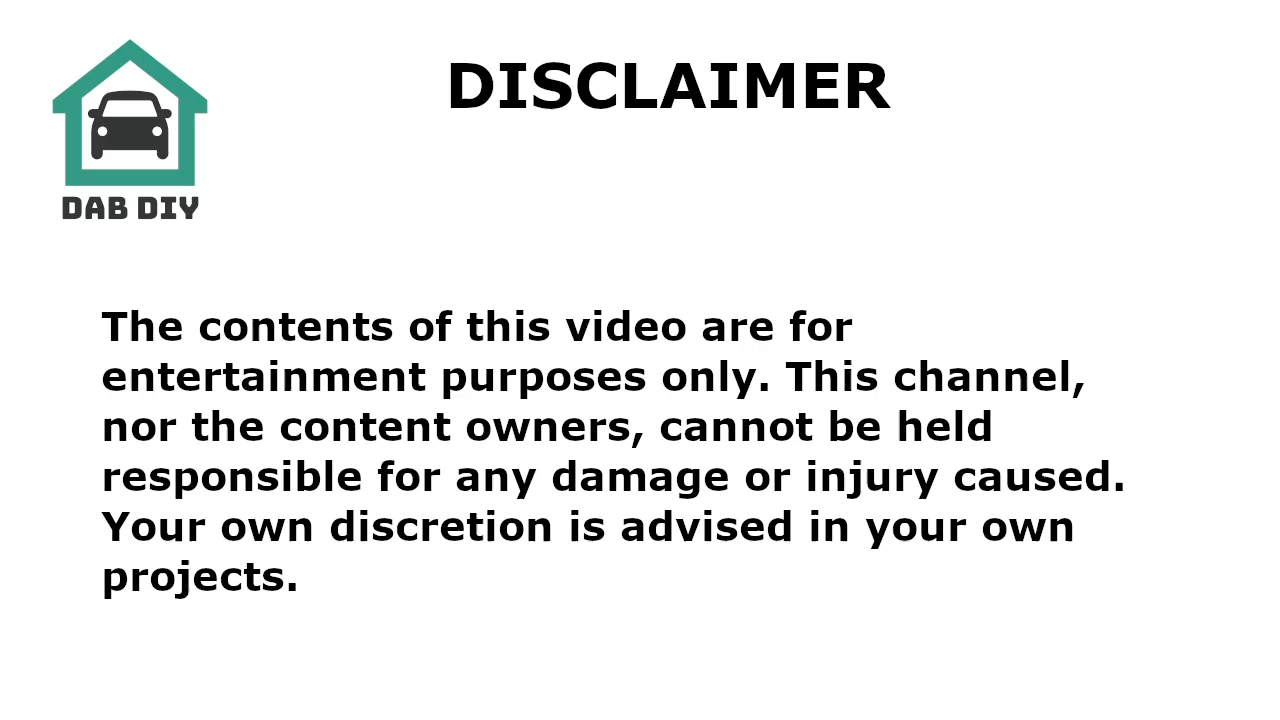 DISCLAIMER
DAB DIY
The contents of this video are for
entertainment purposes only. This channel,
nor the content owners, cannot be held
responsible for any damage or injury caused.
Your own discretion is advised in your own
projects.